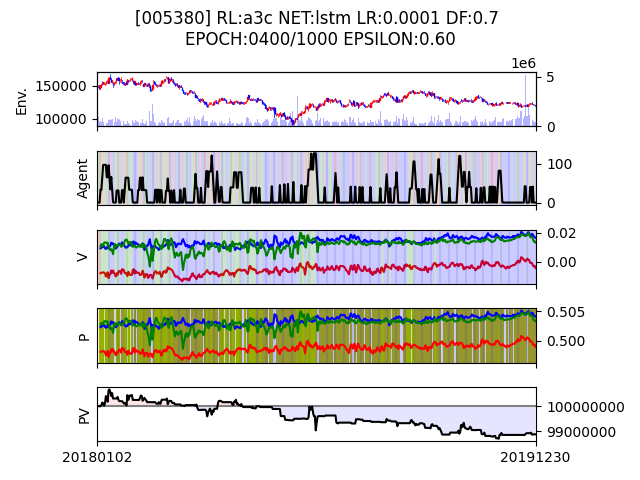 [005380] RL:a3c NET:lstm LR:0.0001 DF:0.7
EPOCH:0400/1000 EPSILON:0.60
1e6
Env.
150000
100000
5
0
Agent
100
0
V
0.02
0.00
P
0.505
0.500
PV
100000000
99000000
20180102
20191230